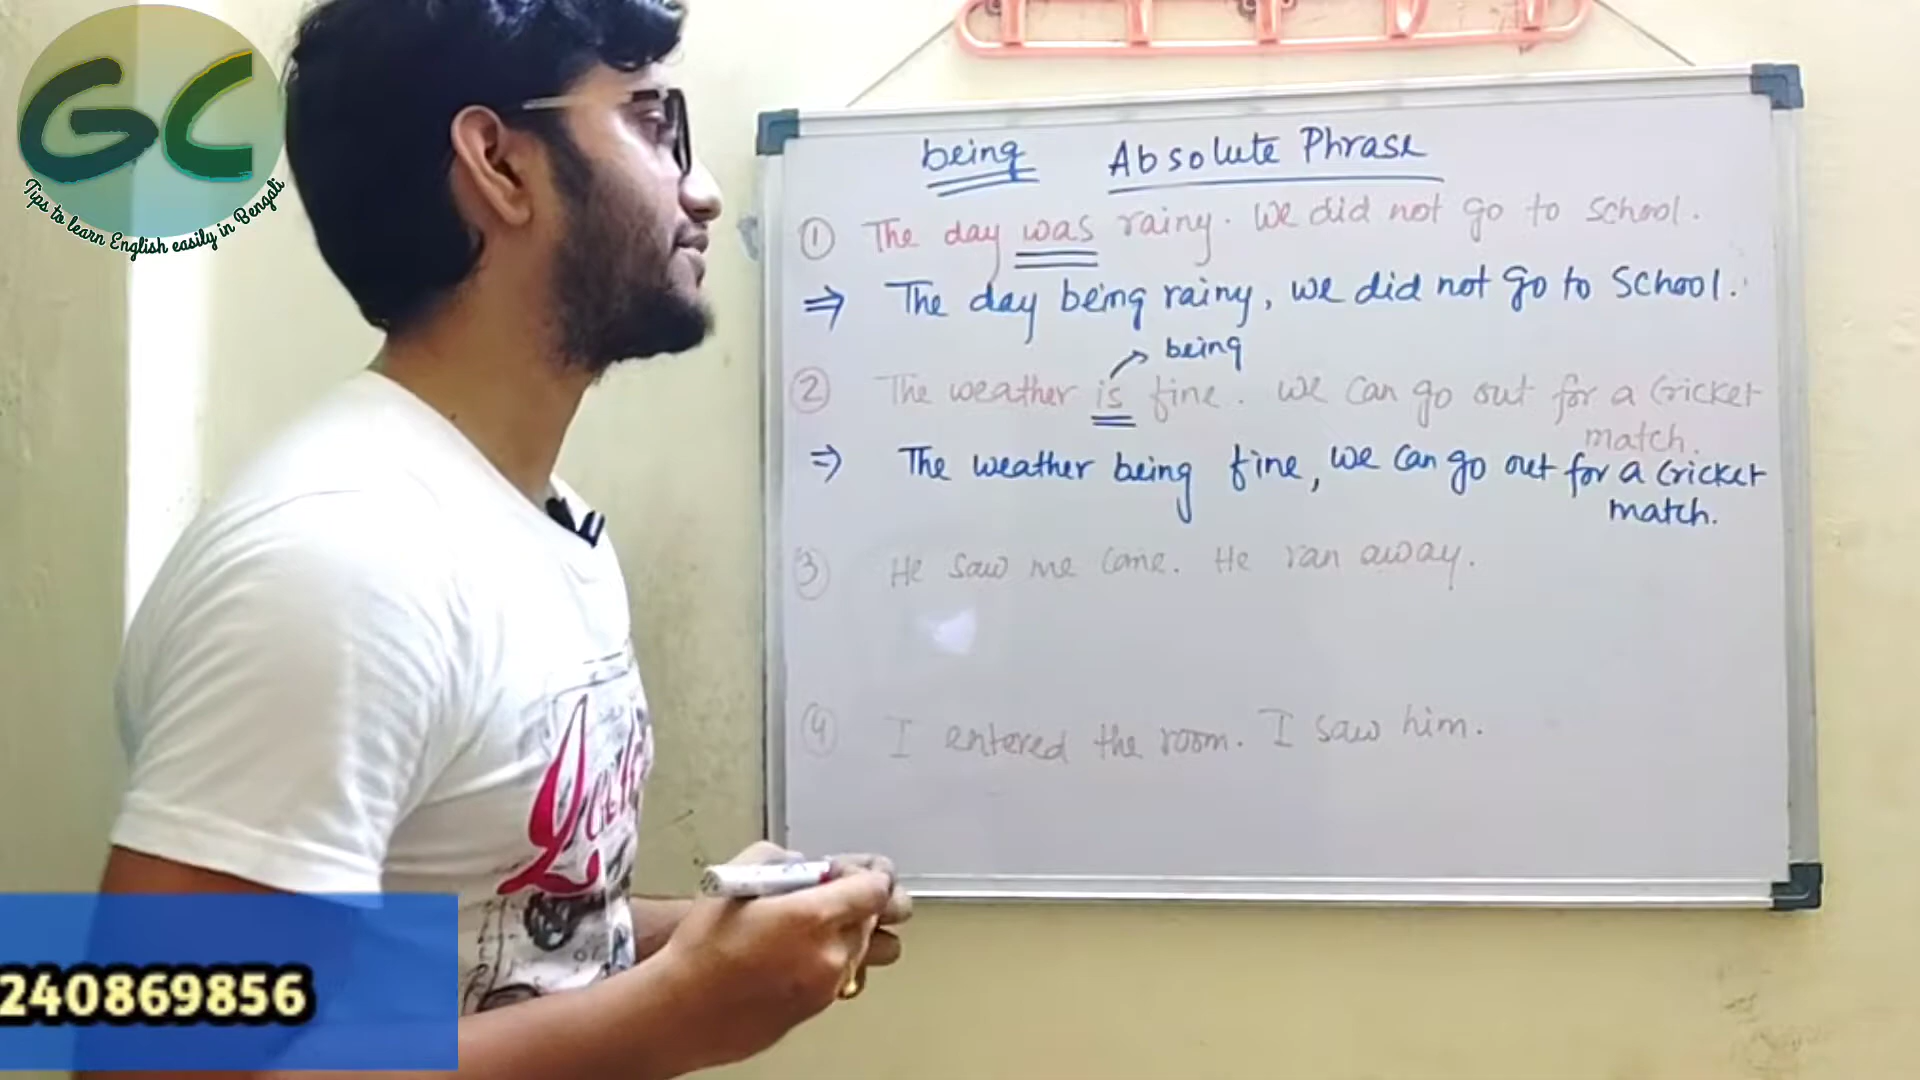 GC
Tips to learn English easily in Bengali
being Absolute Phrase
① The day was rainy. We did not go to School.
⇒ The day being rainy, we did not go to School.
being
② The weather is fine. We can go out for a Cricket
match.
⇒ The weather being fine, we can go out for a Cricket
match.
③ He saw me come. He ran away.
④ I entered the room. I saw him.
240869856